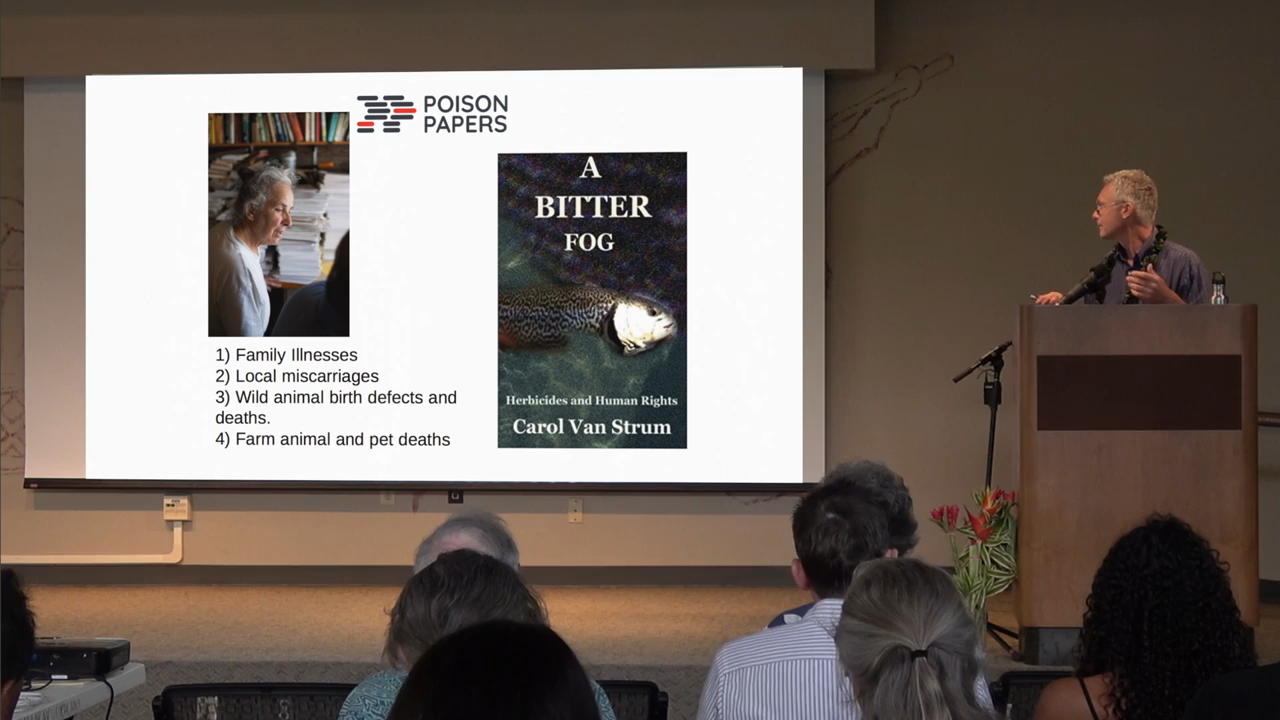 POISON
PAPERS
A
BITTER
FOG
Herbicides and Human Rights
Carol Van Strum
1) Family Illnesses
2) Local miscarriages
3) Wild animal birth defects and
deaths.
4) Farm animal and pet deaths